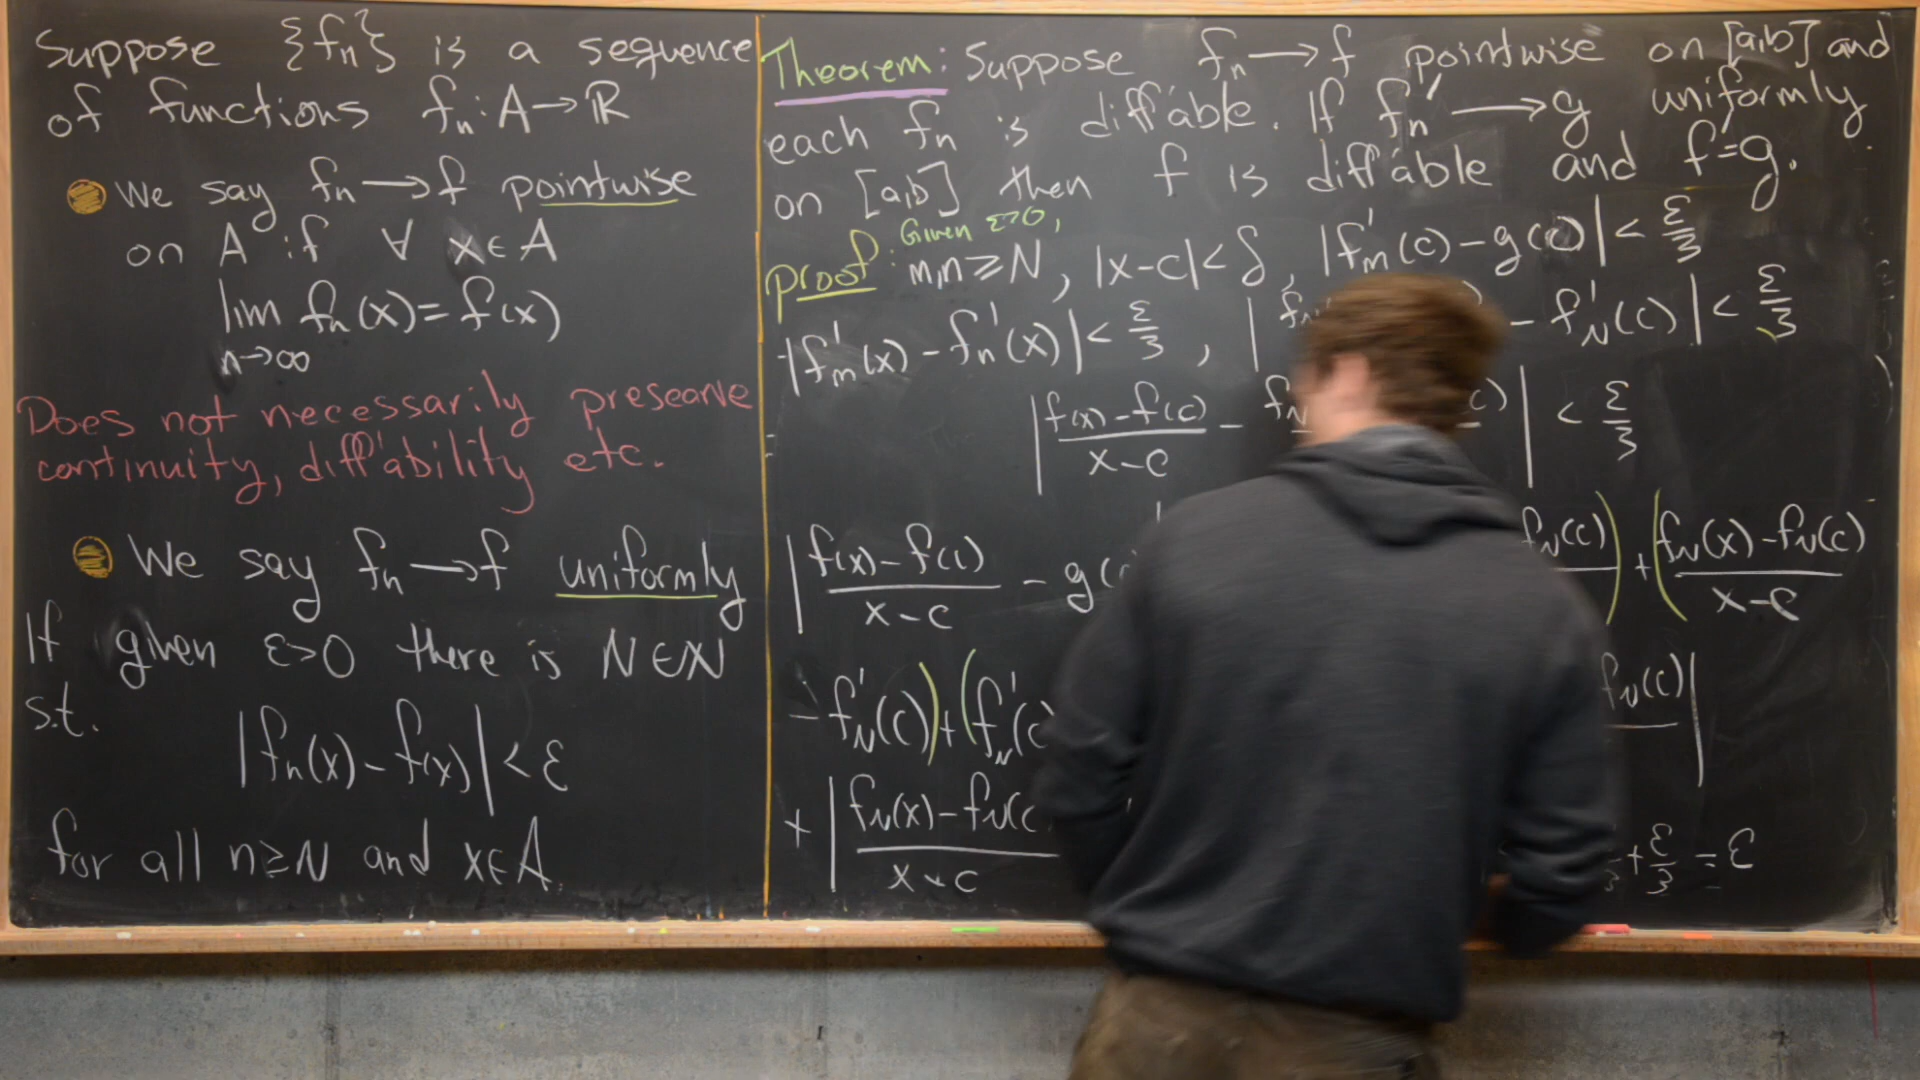 Suppose {fn} is a sequence
of functions fn: A→ℝ
We say fn→f pointwise
on A if ∀ x∈A
lim fn(x)=f(x)
n→∞
Does not necessarily presearve
continuity, diff'ability etc.
We say fn→f uniformly
If given ε>0 there is N∈ℕ
s.t.
|fn(x)-f(x)|<ε
for all n≥N and x∈A.
Theorem: Suppose fn→f pointwise on [a,b] and
each fn is diff'able. If fn'→g uniformly
on [a,b] then f is diff'able and f'=g.
Given ε>0,
proof: m,n≥N, |x-c|<δ, |f'm(c)-g(c)|<ε/3
|f'm(x)-f'n(x)|<ε/3, | -f'N(c)|<ε/3
|f(x)-f(c)/x-c - fN c)|<ε/3
|f(x)-f(c)/x-c - g( fN(c))+(fN(x)-fN(c)/x-c
-f'N(c))+(f'N(c fN(c)|
+|fN(x)-fN(c/x-c +ε/3=ε